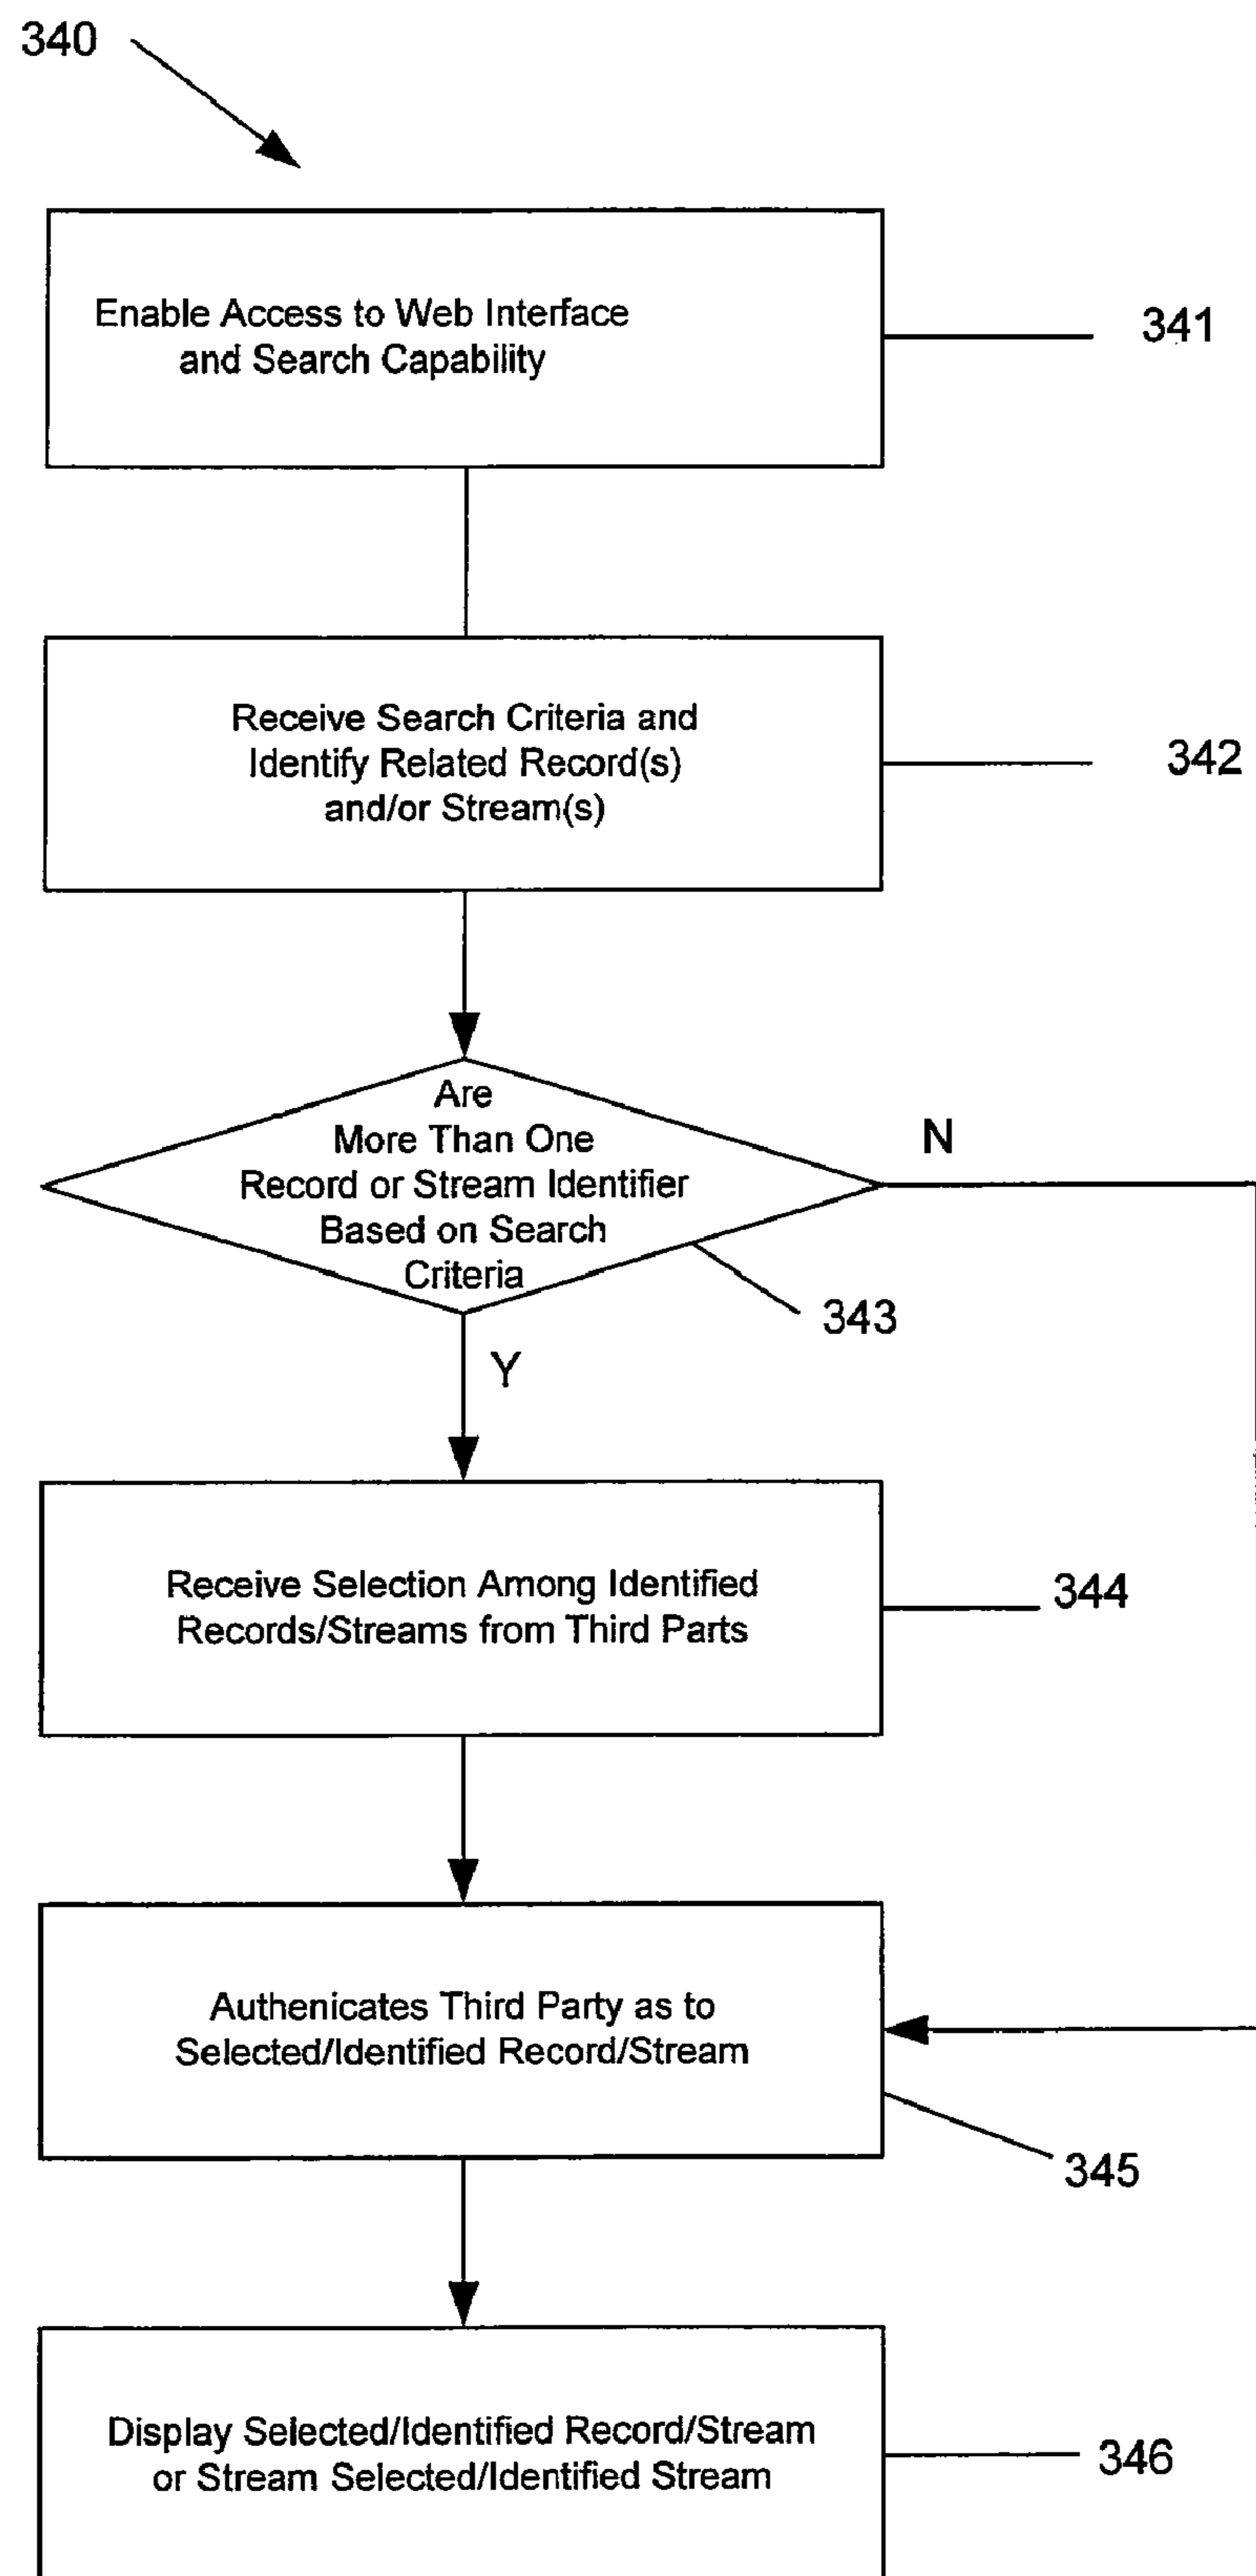 340
Enable Access to Web Interface
and Search Capability
341
Receive Search Criteria and
Identify Related Record(s)
and/or Stream(s)
342
Are
More Than One
Record or Stream Identifier
Based on Search
Criteria
N
343
Y
Receive Selection Among Identified
Records/Streams from Third Parts
344
Authenicates Third Party as to
Selected/Identified Record/Stream
345
Display Selected/Identified Record/Stream
or Stream Selected/Identified Stream
346